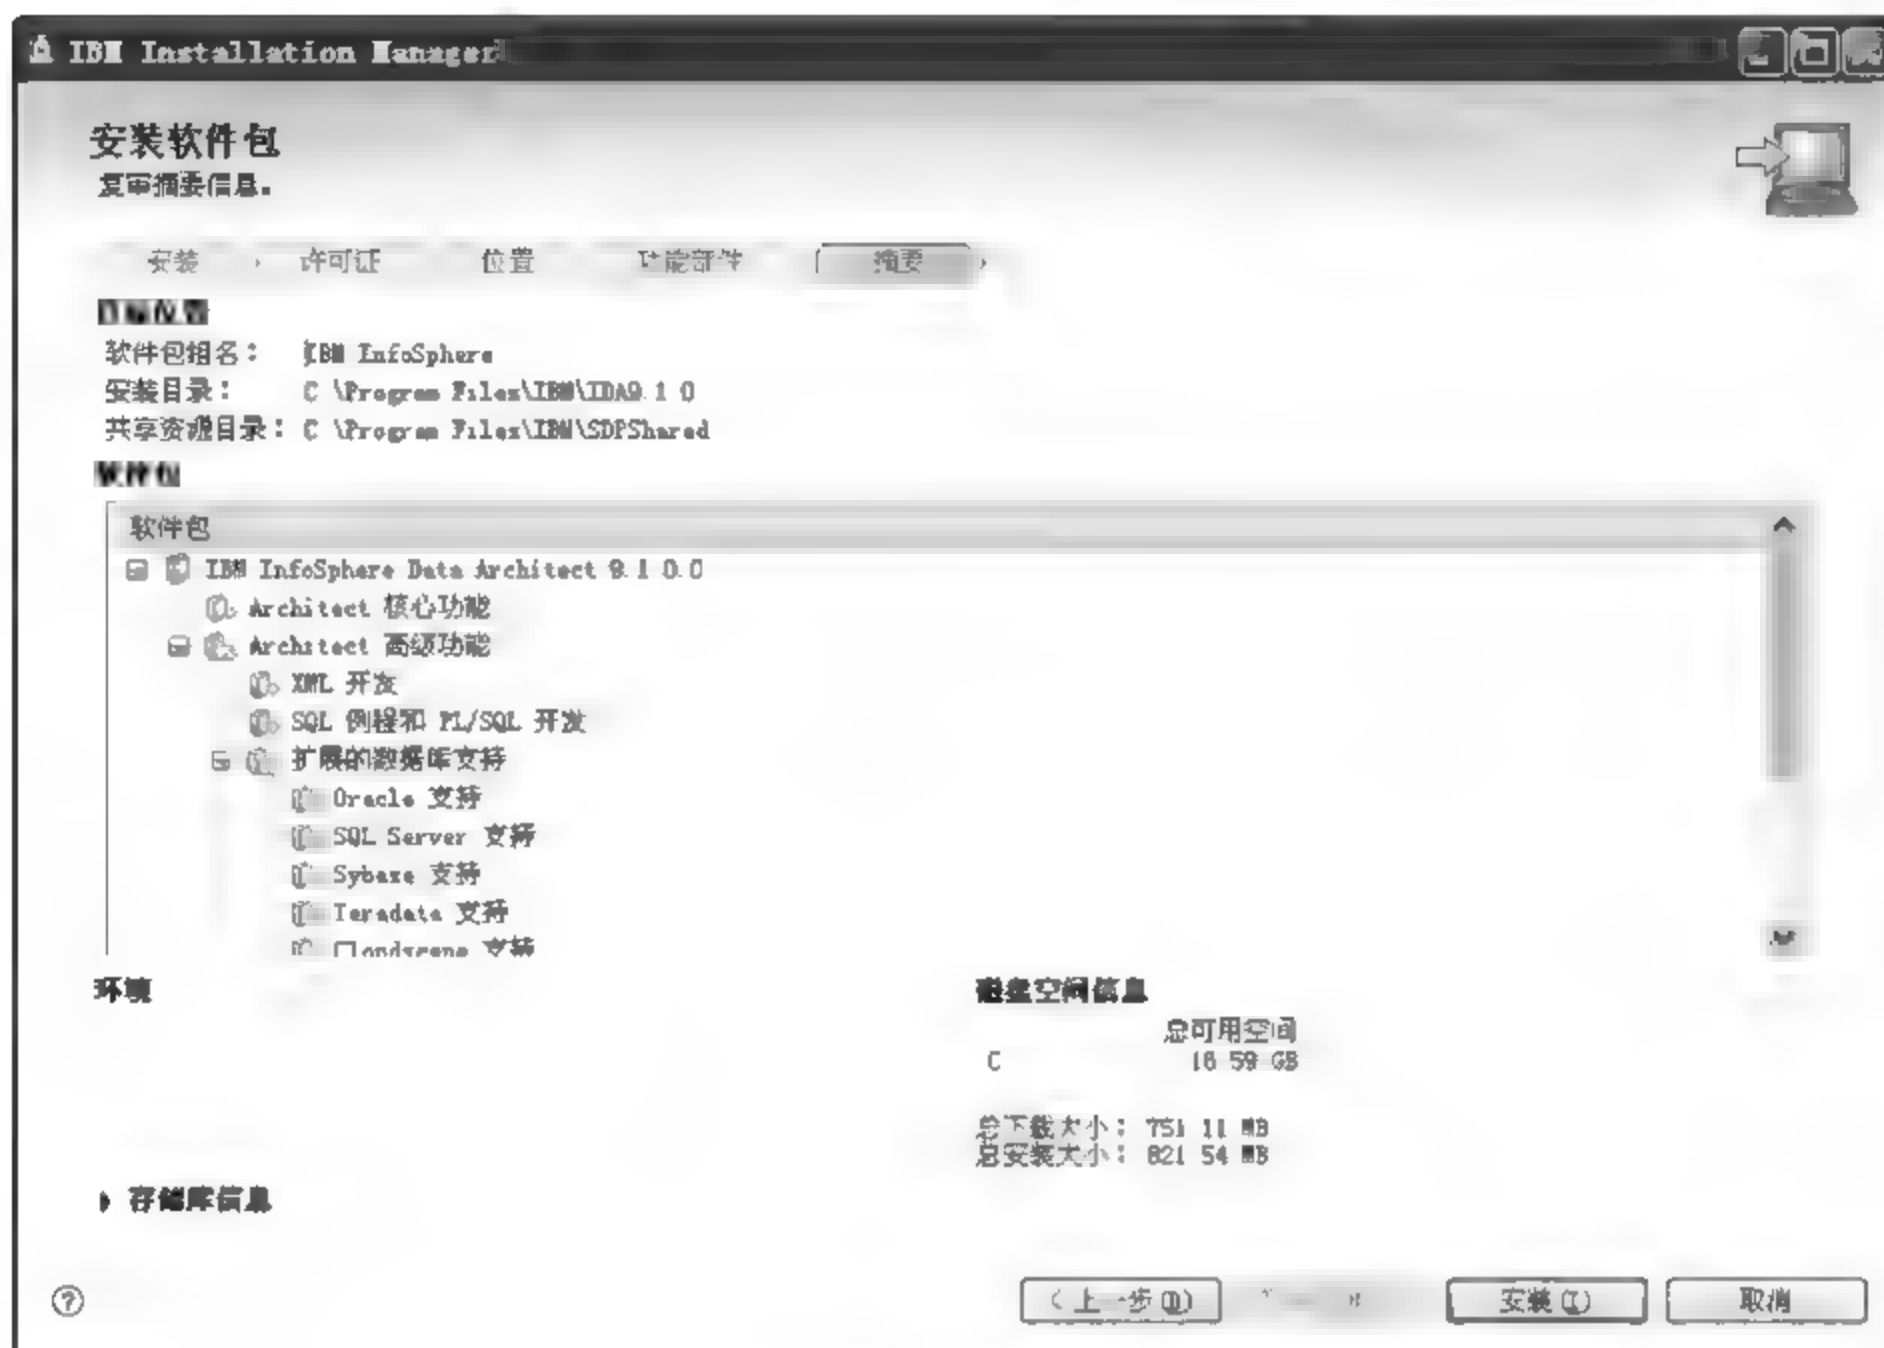 IBM Installation Manager
安装软件包
复审摘要信息。
安装 许可证 位置 功能部件 摘要
目标位置
软件包组名： IBM InfoSphere
安装目录： C \Program Files\IBM\IDA9.1 0
共享资源目录： C \Program Files\IBM\SDPShared
软件包
软件包
IBM InfoSphere Data Architect 9.1 0.0
Architect 核心功能
Architect 高级功能
XML 开发
SQL 例程和 PL/SQL 开发
扩展的数据库支持
Oracle 支持
SQL Server 支持
Sybase 支持
Teradata 支持
Cloudscape 支持
环境
磁盘空间信息
总可用空间
C 16 59 GB
总下载大小： 751 11 MB
总安装大小： 821 54 MB
存储库信息
< 上一步(B) 安装(I) 取消